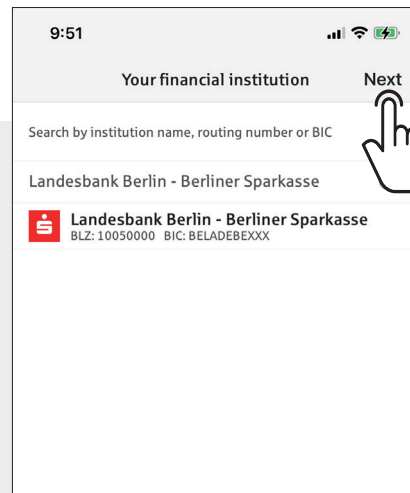 9:51
Your financial institution Next
Search by institution name, routing number or BIC
Landesbank Berlin - Berliner Sparkasse
Landesbank Berlin - Berliner Sparkasse
BLZ: 10050000 BIC: BELADEBEXXX